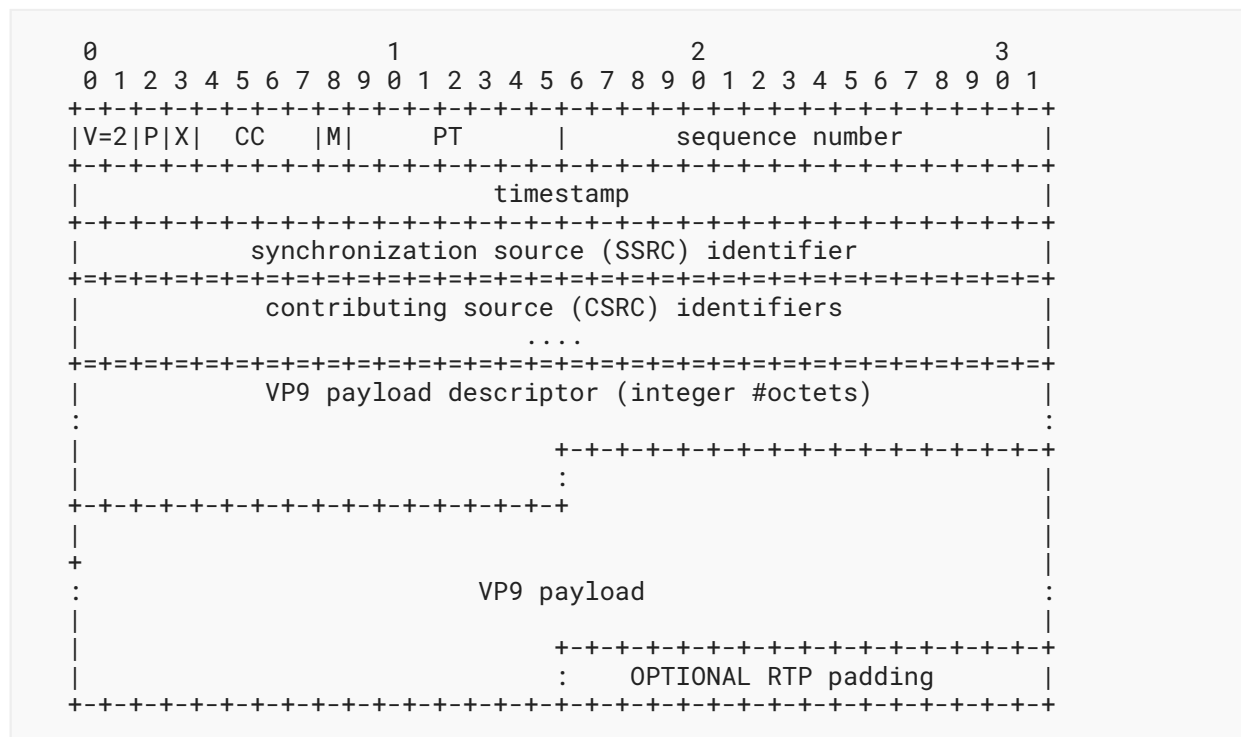 0                   1                   2                   3
 0 1 2 3 4 5 6 7 8 9 0 1 2 3 4 5 6 7 8 9 0 1 2 3 4 5 6 7 8 9 0 1
+-+-+-+-+-+-+-+-+-+-+-+-+-+-+-+-+-+-+-+-+-+-+-+-+-+-+-+-+-+-+-+-+
|V=2|P|X|  CC   |M|     PT      |       sequence number         |
+-+-+-+-+-+-+-+-+-+-+-+-+-+-+-+-+-+-+-+-+-+-+-+-+-+-+-+-+-+-+-+-+
|                           timestamp                           |
+-+-+-+-+-+-+-+-+-+-+-+-+-+-+-+-+-+-+-+-+-+-+-+-+-+-+-+-+-+-+-+-+
|           synchronization source (SSRC) identifier            |
+=+=+=+=+=+=+=+=+=+=+=+=+=+=+=+=+=+=+=+=+=+=+=+=+=+=+=+=+=+=+=+=+
|            contributing source (CSRC) identifiers             |
|                             ....                              |
+=+=+=+=+=+=+=+=+=+=+=+=+=+=+=+=+=+=+=+=+=+=+=+=+=+=+=+=+=+=+=+=+
|            VP9 payload descriptor (integer #octets)           |
:                                                               :
|                               +-+-+-+-+-+-+-+-+-+-+-+-+-+-+-+-+
|                               :                               |
+-+-+-+-+-+-+-+-+-+-+-+-+-+-+-+-+                               |
|                                                               |
+                                                               |
:                          VP9 payload                          :
|                                                               |
|                               +-+-+-+-+-+-+-+-+-+-+-+-+-+-+-+-+
|                               :    OPTIONAL RTP padding       |
+-+-+-+-+-+-+-+-+-+-+-+-+-+-+-+-+-+-+-+-+-+-+-+-+-+-+-+-+-+-+-+-+